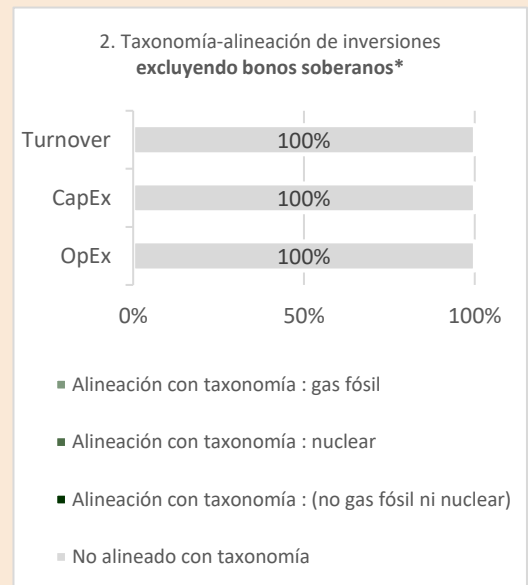 2. Taxonomía-alineación de inversiones
excluyendo bonos soberanos*
Turnover
100%
CapEx
100%
OpEx
100%
0%
50%
100%
Alineación con taxonomía : gas fósil
Alineación con taxonomía : nuclear
Alineación con taxonomía : (no gas fósil ni nuclear)
No alineado con taxonomía